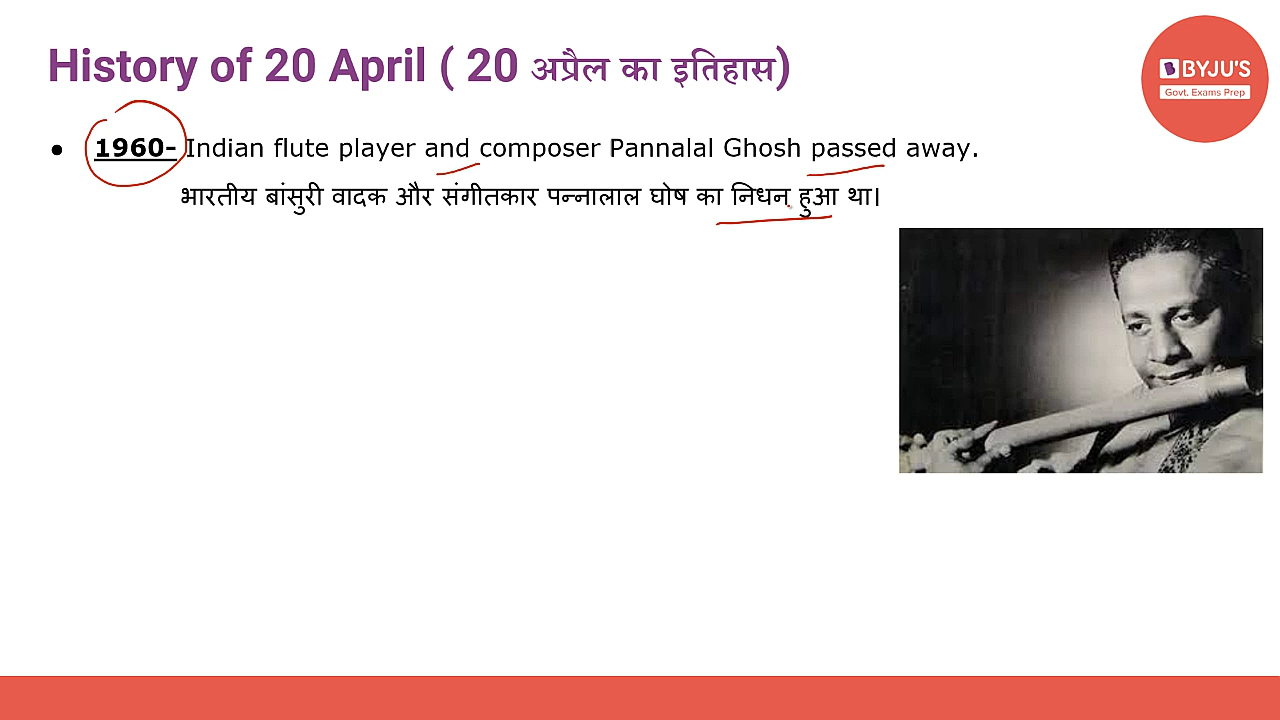 History of 20 April ( 20 अप्रैल का इतिहास)
BYJU'S
Govt. Exams Prep
● 1960- Indian flute player and composer Pannalal Ghosh passed away.
भारतीय बांसुरी वादक और संगीतकार पन्नालाल घोष का निधन हुआ था।